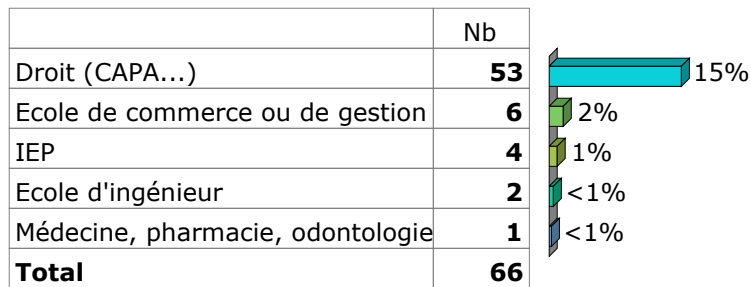 Nb
Droit (CAPA...) 53 15%
Ecole de commerce ou de gestion 6 2%
IEP 4 1%
Ecole d'ingénieur 2 <1%
Médecine, pharmacie, odontologie 1 <1%
Total 66